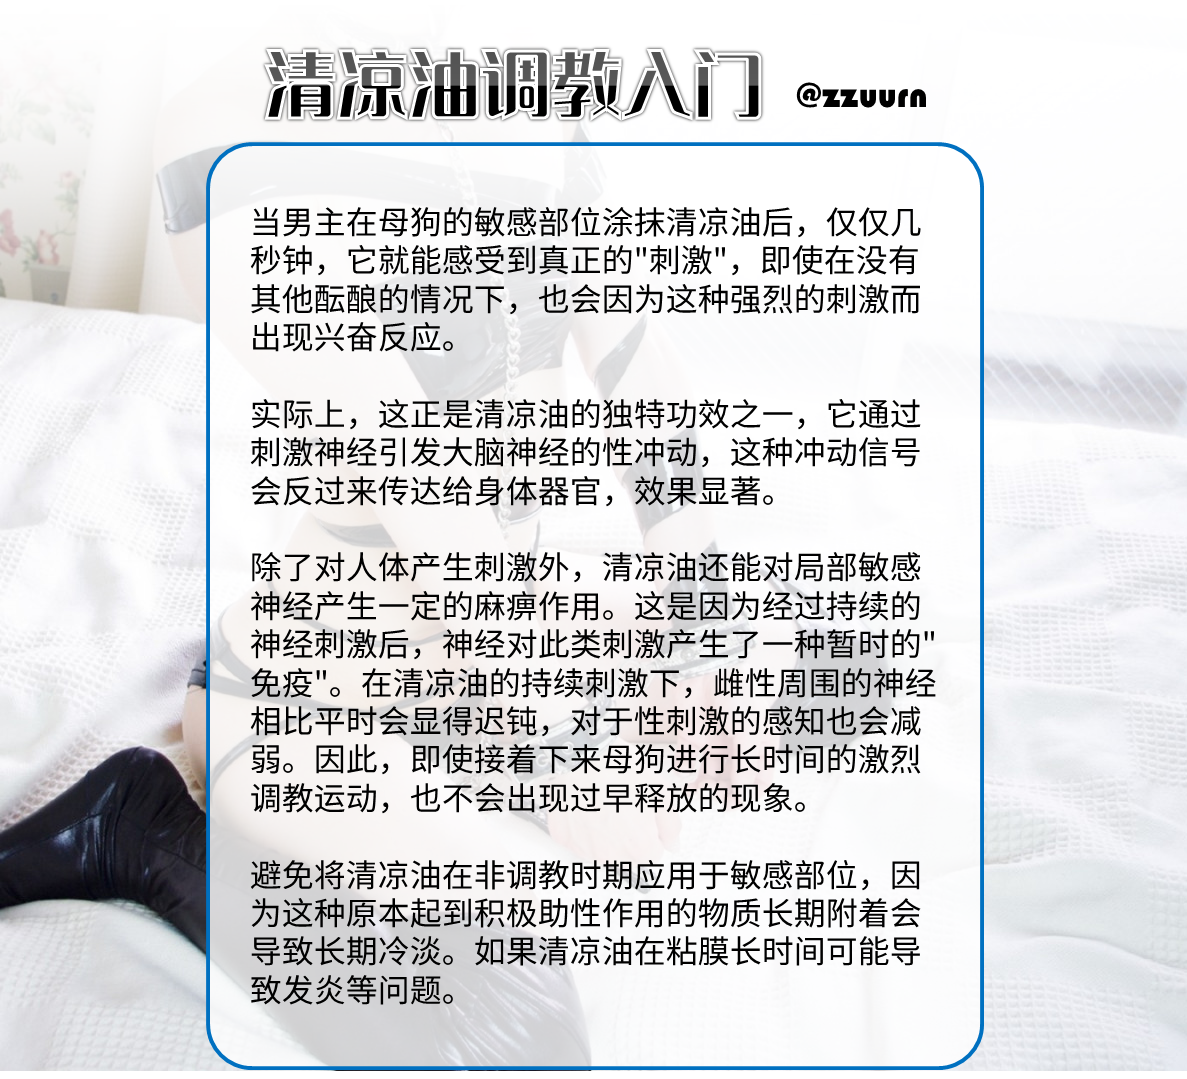 清凉油调教入门
@zzuurn
当男主在母狗的敏感部位涂抹清凉油后，仅仅几
秒钟，它就能感受到真正的"刺激"，即使在没有
其他酝酿的情况下，也会因为这种强烈的刺激而
出现兴奋反应。
实际上，这正是清凉油的独特功效之一，它通过
刺激神经引发大脑神经的性冲动，这种冲动信号
会反过来传达给身体器官，效果显著。
除了对人体产生刺激外，清凉油还能对局部敏感
神经产生一定的麻痹作用。这是因为经过持续的
神经刺激后，神经对此类刺激产生了一种暂时的"
免疫"。在清凉油的持续刺激下，雌性周围的神经
相比平时会显得迟钝，对于性刺激的感知也会减
弱。因此，即使接着下来母狗进行长时间的激烈
调教运动，也不会出现过早释放的现象。
避免将清凉油在非调教时期应用于敏感部位，因
为这种原本起到积极助性作用的物质长期附着会
导致长期冷淡。如果清凉油在粘膜长时间可能导
致发炎等问题。